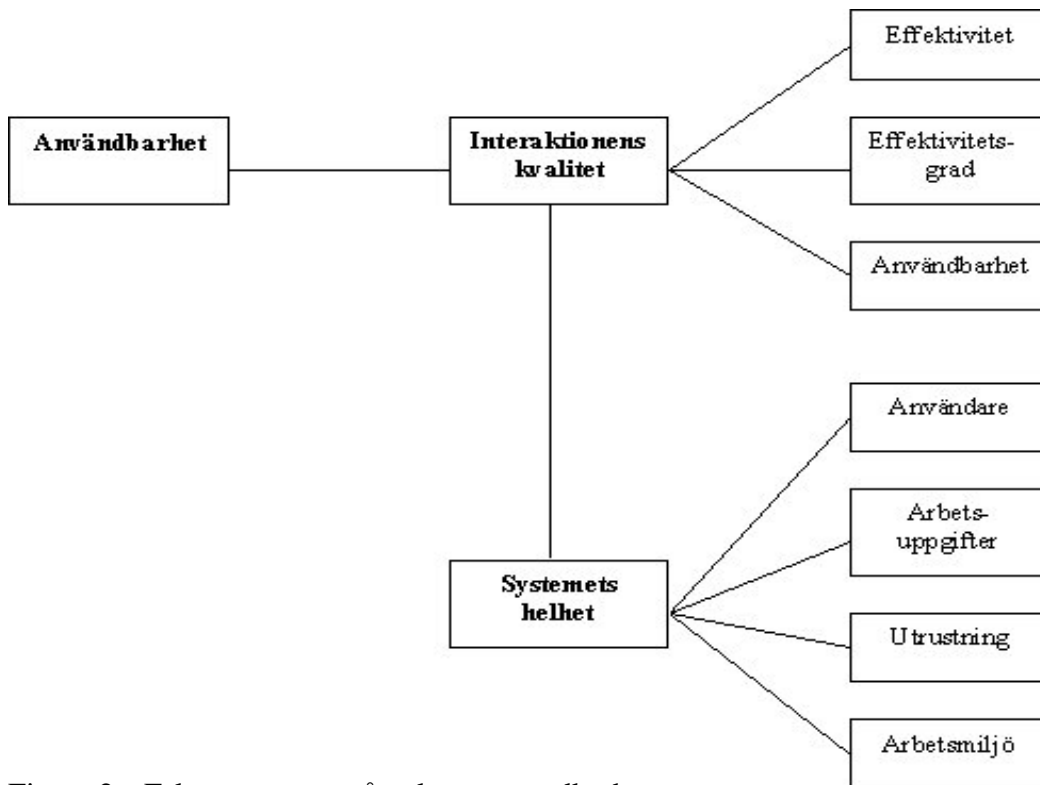 Effektivitet
Användbarhet
Interaktionens
kvalitet
Effektivitets-
grad
Användbarhet
Användare
Arbets-
uppgifter
Systemets
helhet
Utrustning
Arbetsmiljö